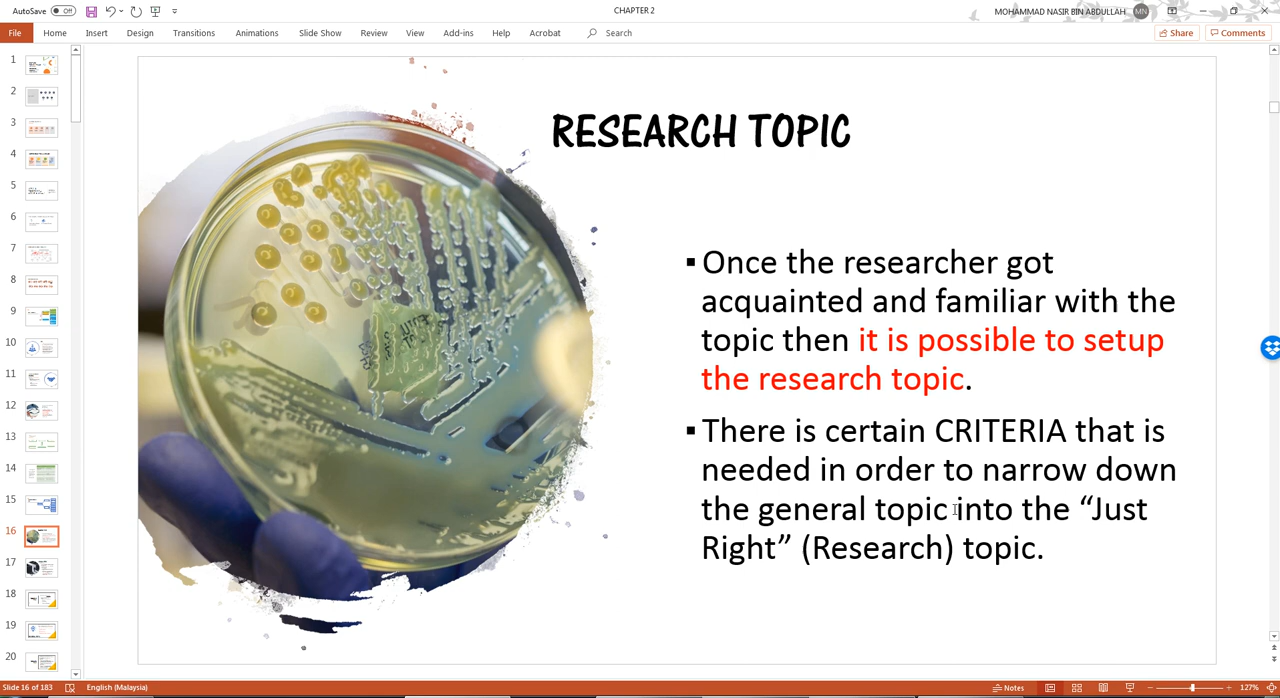 AutoSave Off
CHAPTER 2
MOHAMMAD NASIR BIN ABDULLAH MN
File Home Insert Design Transitions Animations Slide Show Review View Add-ins Help Acrobat Search Share Comments
1
2
3
4
5
6
7
8
9
10
11
12
13
14
15
16
17
18
19
20
RESEARCH TOPIC
▪ Once the researcher got
acquainted and familiar with the
topic then it is possible to setup
the research topic.
▪ There is certain CRITERIA that is
needed in order to narrow down
the general topic into the “Just
Right” (Research) topic.
Slide 16 of 183 English (Malaysia) Notes 127%